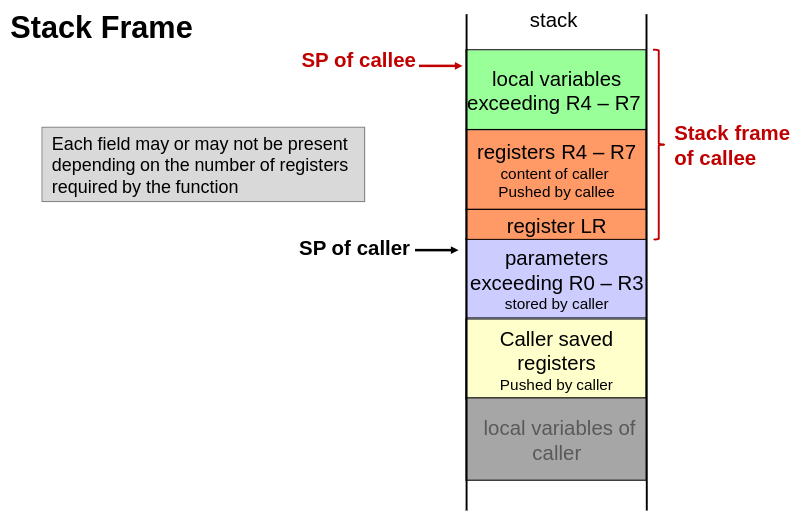 Stack Frame
stack
SP of callee
local variables
exceeding R4 – R7
Each field may or may not be present
depending on the number of registers
required by the function
registers R4 – R7
content of caller
Pushed by callee
Stack frame
of callee
register LR
SP of caller
parameters
exceeding R0 – R3
stored by caller
Caller saved
registers
Pushed by caller
local variables of
caller